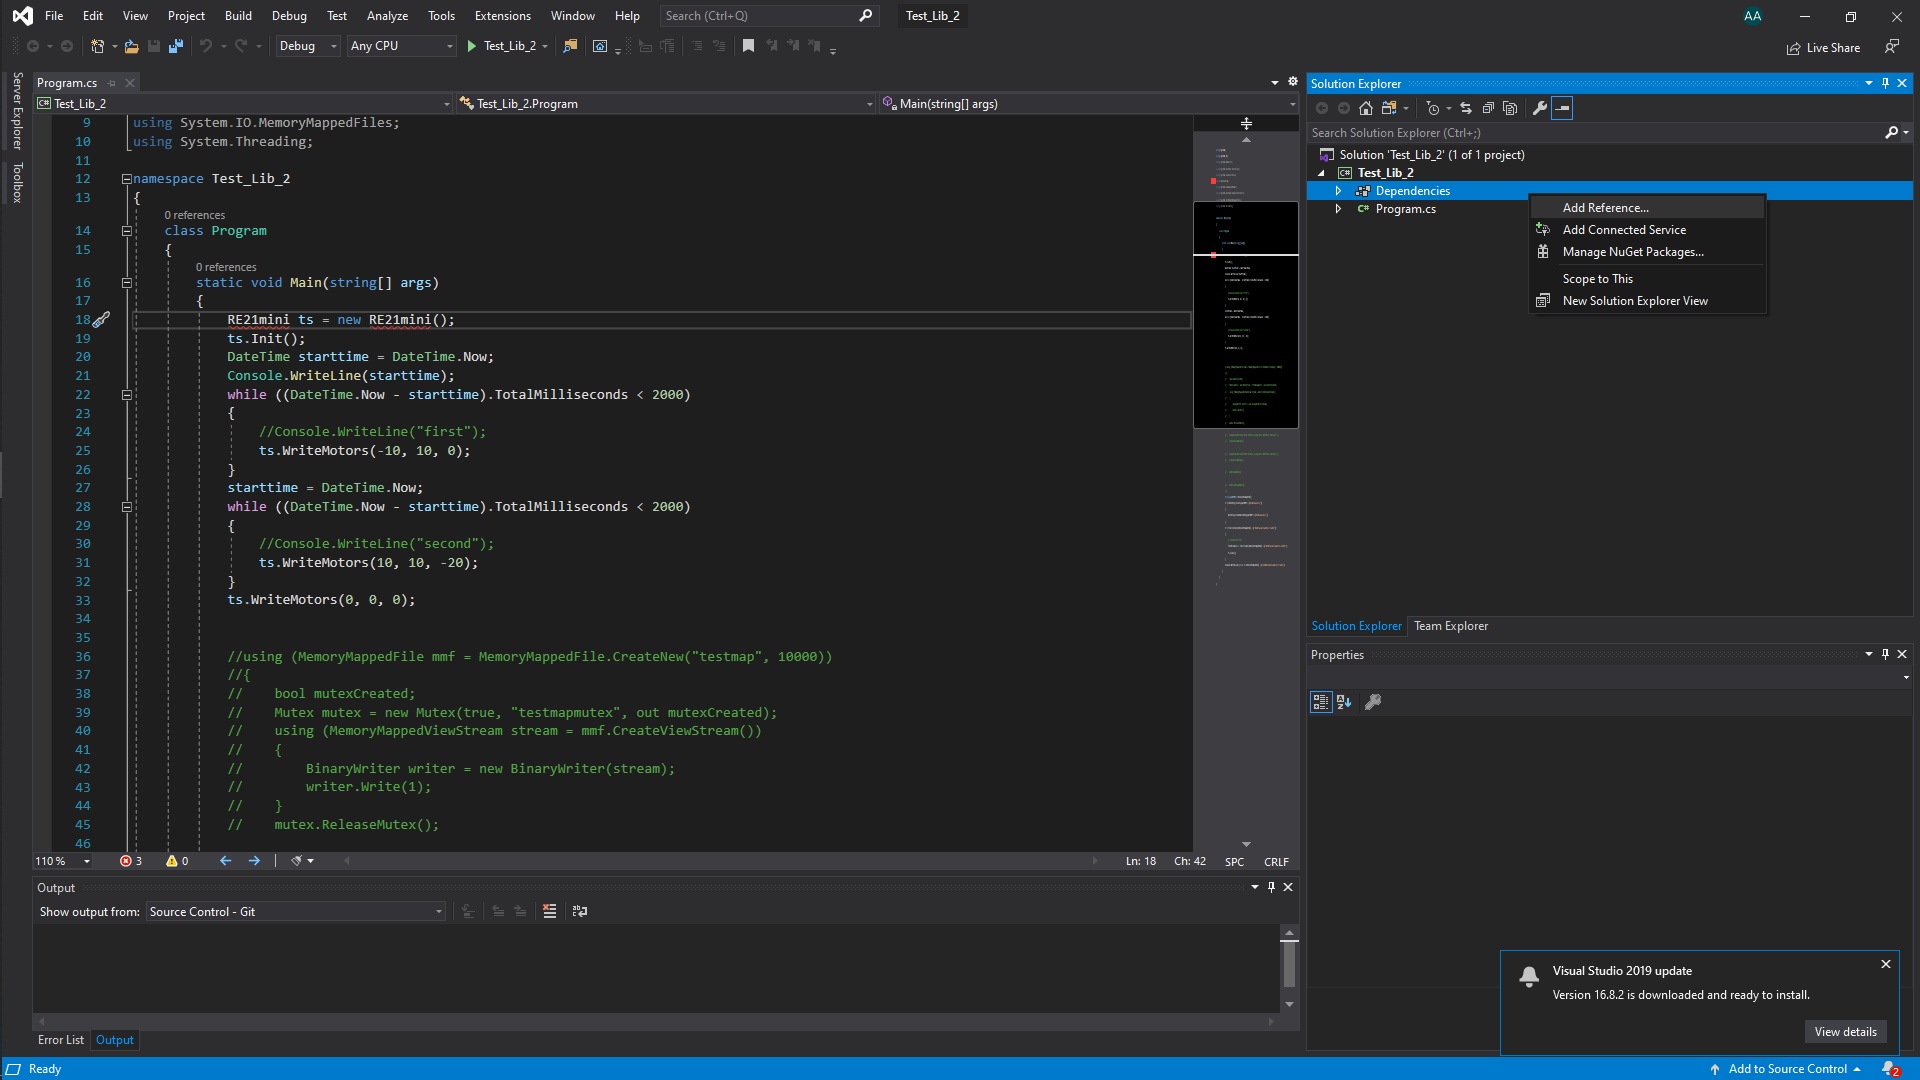 File Edit View Project Build Debug Test Analyze Tools Extensions Window Help Search (Ctrl+Q) Test_Lib_2 AA
Debug Any CPU Test_Lib_2 Live Share
Server Explorer
Toolbox
Program.cs
Test_Lib_2 Test_Lib_2.Program Main(string[] args)
9 using System.IO.MemoryMappedFiles;
10 using System.Threading;
11
12 namespace Test_Lib_2
13 {
0 references
14 class Program
15 {
0 references
16 static void Main(string[] args)
17 {
18 RE21mini ts = new RE21mini();
19 ts.Init();
20 DateTime starttime = DateTime.Now;
21 Console.WriteLine(starttime);
22 while ((DateTime.Now - starttime).TotalMilliseconds < 2000)
23 {
24 //Console.WriteLine("first");
25 ts.WriteMotors(-10, 10, 0);
26 }
27 starttime = DateTime.Now;
28 while ((DateTime.Now - starttime).TotalMilliseconds < 2000)
29 {
30 //Console.WriteLine("second");
31 ts.WriteMotors(10, 10, -20);
32 }
33 ts.WriteMotors(0, 0, 0);
34
35
36 //using (MemoryMappedFile mmf = MemoryMappedFile.CreateNew("testmap", 10000))
37 //{
38 // bool mutexCreated;
39 // Mutex mutex = new Mutex(true, "testmapmutex", out mutexCreated);
40 // using (MemoryMappedViewStream stream = mmf.CreateViewStream())
41 // {
42 // BinaryWriter writer = new BinaryWriter(stream);
43 // writer.Write(1);
44 // }
45 // mutex.ReleaseMutex();
46
110 % 3 0 Ln: 18 Ch: 42 SPC CRLF
Output
Show output from: Source Control - Git
Error List Output
Solution Explorer
Search Solution Explorer (Ctrl+;)
Solution 'Test_Lib_2' (1 of 1 project)
C# Test_Lib_2
Dependencies
C# Program.cs
Add Reference...
Add Connected Service
Manage NuGet Packages...
Scope to This
New Solution Explorer View
Solution Explorer Team Explorer
Properties
Visual Studio 2019 update
Version 16.8.2 is downloaded and ready to install.
View details
Ready Add to Source Control 2